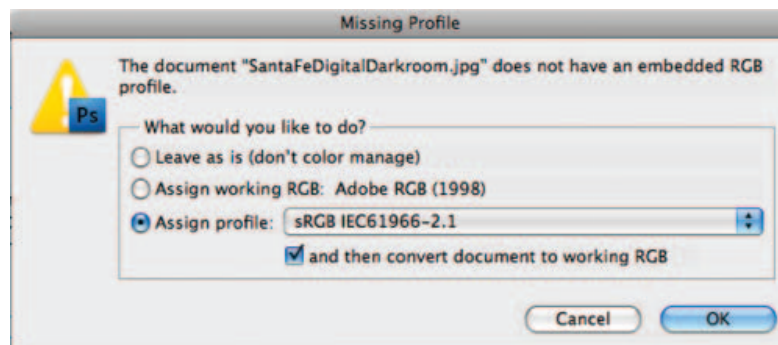 Missing Profile
The document "SantaFeDigitalDarkroom.jpg" does not have an embedded RGB
profile.
Ps
What would you like to do?
Leave as is (don't color manage)
Assign working RGB: Adobe RGB (1998)
Assign profile: sRGB IEC61966-2.1
and then convert document to working RGB
Cancel OK